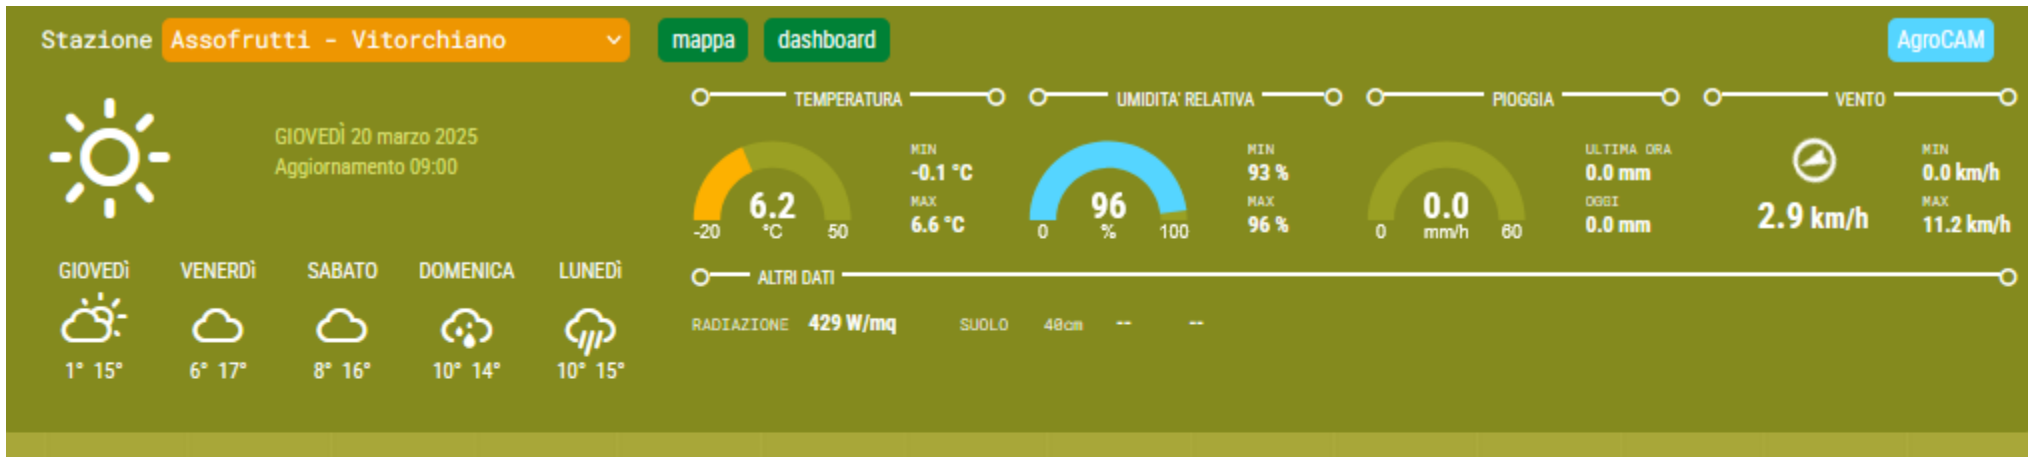 Stazione Assofrutti - Vitorchiano mappa dashboard AgroCAM
GIOVEDÌ 20 marzo 2025
Aggiornamento 09:00
GIOVEDì VENERDì SABATO DOMENICA LUNEDì
1° 15° 6° 17° 8° 16° 10° 14° 10° 15°
TEMPERATURA
6.2
°C
-20 50
MIN
-0.1 °C
MAX
6.6 °C
UMIDITA' RELATIVA
96
%
0 100
MIN
93 %
MAX
96 %
PIOGGIA
0.0
mm/h
0 60
ULTIMA ORA
0.0 mm
OGGI
0.0 mm
VENTO
2.9 km/h
MIN
0.0 km/h
MAX
11.2 km/h
ALTRI DATI
RADIAZIONE 429 W/mq SUOLO 40cm -- --